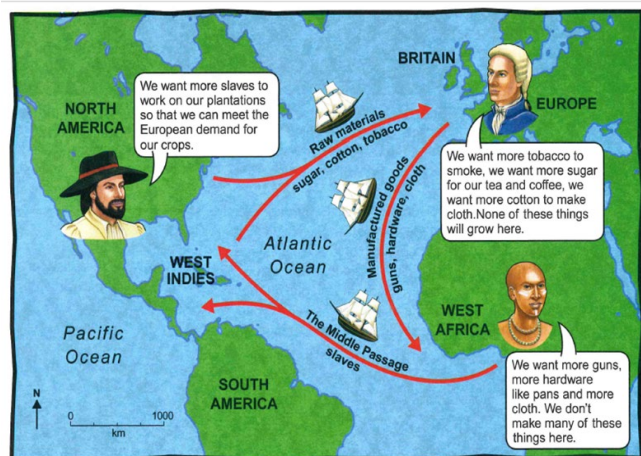 BRITAIN
EUROPE
NORTH
AMERICA
We want more slaves to
work on our plantations
so that we can meet the
European demand for
our crops.
Raw materials
sugar, cotton, tobacco
We want more tobacco to
smoke, we want more sugar
for our tea and coffee, we
want more cotton to make
cloth.None of these things
will grow here.
Manufactured goods
guns, hardware, cloth
Atlantic
Ocean
WEST
INDIES
WEST
AFRICA
The Middle Passage
slaves
Pacific
Ocean
We want more guns,
more hardware
like pans and more
cloth. We don't
make many of these
things here.
SOUTH
AMERICA
N
0 1000
km